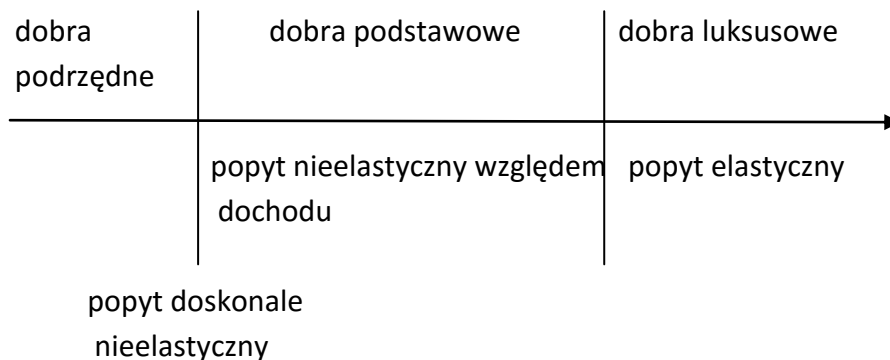 dobra
podrzędne
dobra podstawowe
dobra luksusowe
popyt nieelastyczny względem
dochodu
popyt elastyczny
popyt doskonale
nieelastyczny